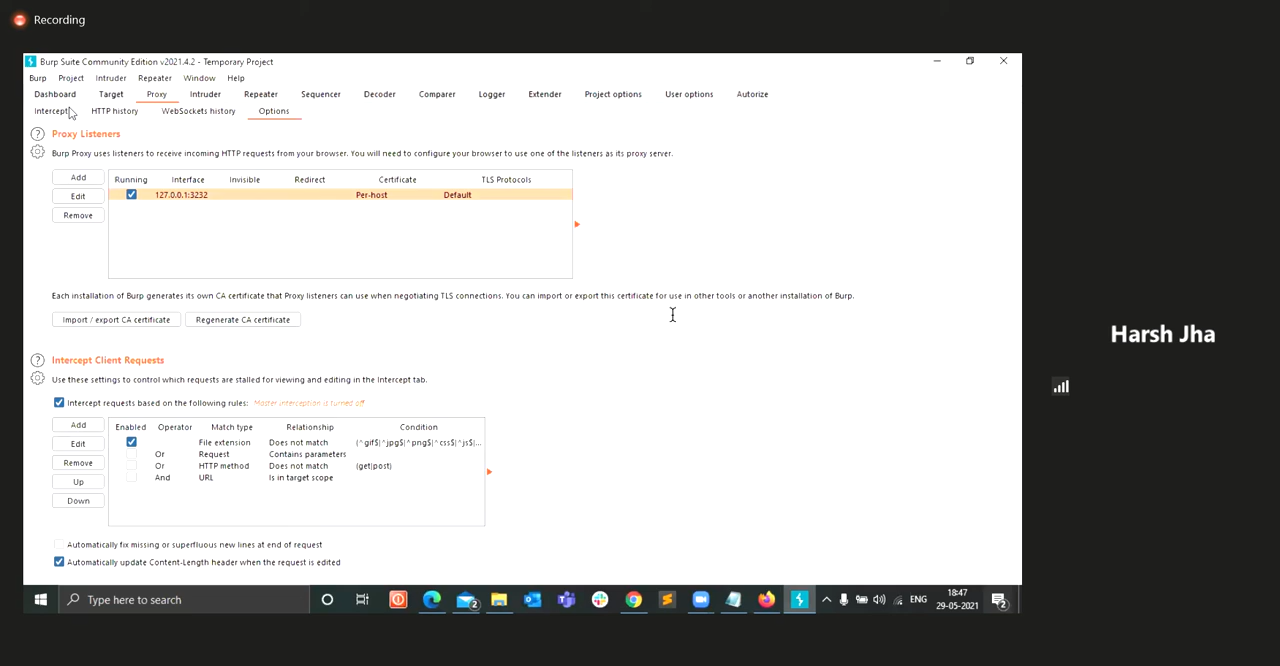 Recording
Burp Suite Community Edition v2021.4.2 - Temporary Project
Burp Project Intruder Repeater Window Help
Dashboard Target Proxy Intruder Repeater Sequencer Decoder Comparer Logger Extender Project options User options Autorize
Intercept HTTP history WebSockets history Options
? Proxy Listeners
Burp Proxy uses listeners to receive incoming HTTP requests from your browser. You will need to configure your browser to use one of the listeners as its proxy server.
Add
Edit
Remove
Running Interface Invisible Redirect Certificate TLS Protocols
127.0.0.1:3232 Per-host Default
Each installation of Burp generates its own CA certificate that Proxy listeners can use when negotiating TLS connections. You can import or export this certificate for use in other tools or another installation of Burp.
Import / export CA certificate Regenerate CA certificate
Harsh Jha
? Intercept Client Requests
Use these settings to control which requests are stalled for viewing and editing in the Intercept tab.
Intercept requests based on the following rules: Master interception is turned off
Add
Edit
Remove
Up
Down
Enabled Operator Match type Relationship Condition
File extension Does not match (^gif$|^jpg$|^png$|^css$|^js$|...
Or Request Contains parameters
Or HTTP method Does not match (get|post)
And URL Is in target scope
Automatically fix missing or superfluous new lines at end of request
Automatically update Content-Length header when the request is edited
Type here to search
2
ENG
18:47
29-05-2021
2